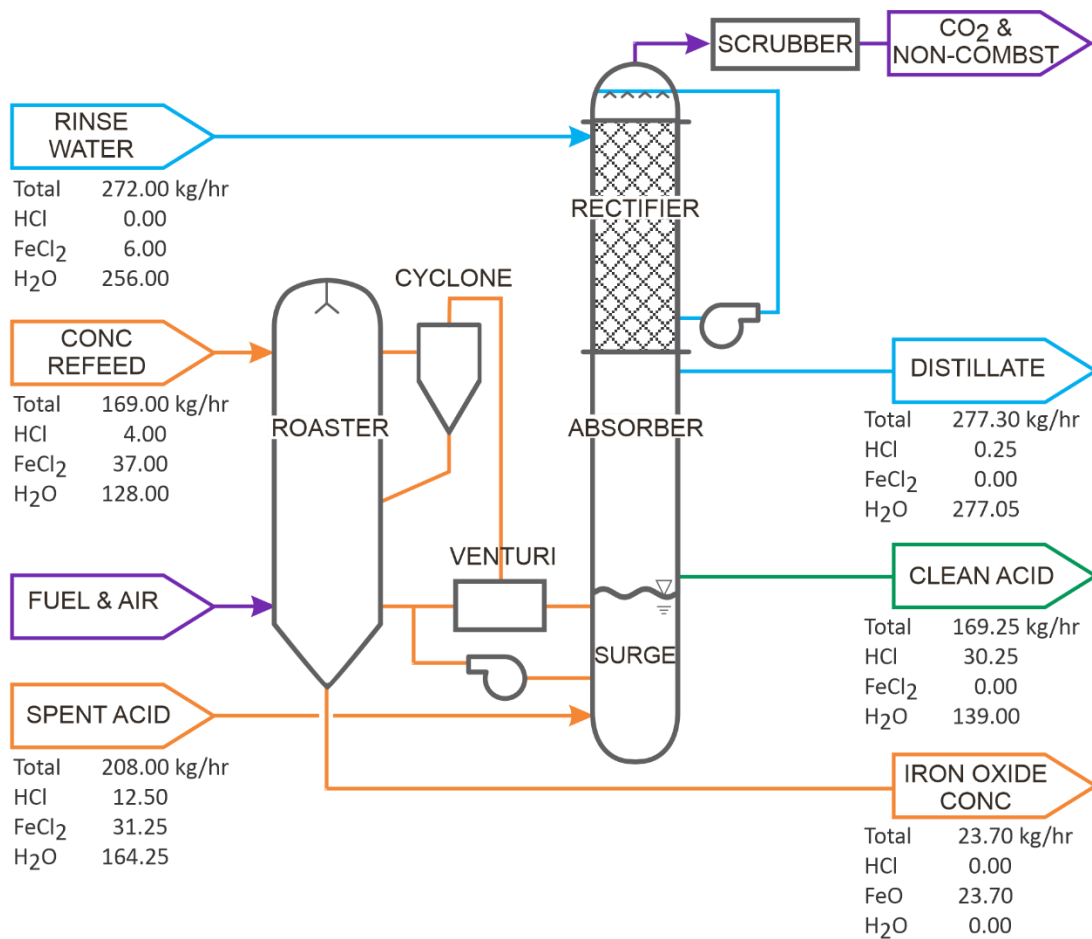 SCRUBBER
CO2 &
NON-COMBST
RINSE
WATER
Total 272.00 kg/hr
HCl 0.00
FeCl2 6.00
H2O 256.00
RECTIFIER
CYCLONE
CONC
REFEED
Total 169.00 kg/hr
HCl 4.00
FeCl2 37.00
H2O 128.00
ROASTER
ABSORBER
DISTILLATE
Total 277.30 kg/hr
HCl 0.25
FeCl2 0.00
H2O 277.05
VENTURI
FUEL & AIR
CLEAN ACID
Total 169.25 kg/hr
HCl 30.25
FeCl2 0.00
H2O 139.00
SURGE
SPENT ACID
Total 208.00 kg/hr
HCl 12.50
FeCl2 31.25
H2O 164.25
IRON OXIDE
CONC
Total 23.70 kg/hr
HCl 0.00
FeO 23.70
H2O 0.00